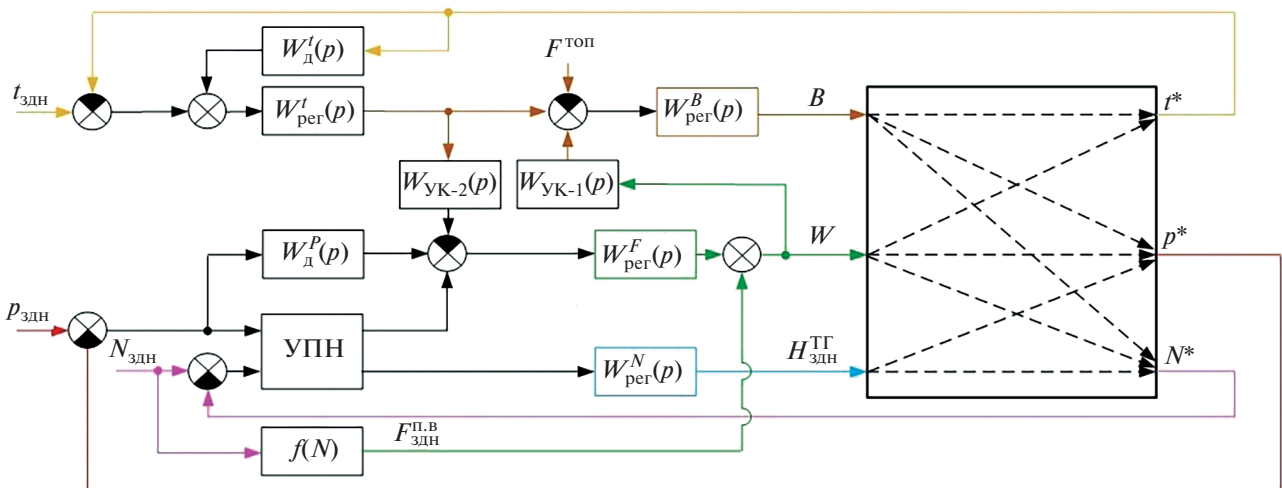 W_д^t(p)
F^топ
t_здн
W_рег^t(p)
W_рег^B(p)
B
t*
W_УК-2(p)
W_УК-1(p)
W_д^P(p)
W_рег^F(p)
W
p*
p_здн
N_здн
УПН
W_рег^N(p)
H_здн^ТГ
N*
f(N)
F_здн^п.в